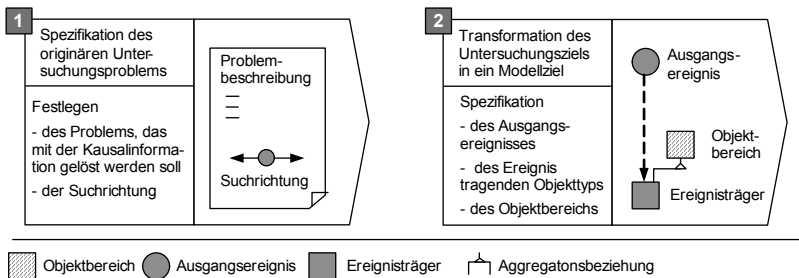 1
Spezifikation des
originären Unter-
suchungsproblems
Festlegen
- des Problems, das
mit der Kausalinforma-
tion gelöst werden soll
- der Suchrichtung
Problem-
beschreibung
Suchrichtung
2
Transformation des
Untersuchungsziels
in ein Modellziel
Spezifikation
- des Ausgangs-
ereignisses
- des Ereignis
tragenden Objekttyps
- des Objektbereichs
Ausgangs-
ereignis
Objekt-
bereich
Ereignisträger
Objektbereich
Ausgangsereignis
Ereignisträger
Aggregatonsbeziehung